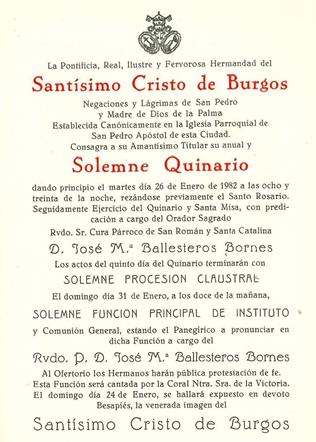 La Pontificia, Real, Ilustre y Fervorosa Hermandad del
Santísimo Cristo de Burgos
Negaciones y Lágrimas de San Pedro
y Madre de Dios de la Palma
Establecida Canónicamente en la Iglesia Parroquial de
San Pedro Apóstol de esta Ciudad.
Consagra a su Amantísimo Titular su anual y
Solemne Quinario
dando principio el martes día 26 de Enero de 1982 a las ocho y
treinta de la noche, rezándose previamente el Santo Rosario.
Seguidamente Ejercicio del Quinario y Santa Misa, con predi-
cación a cargo del Orador Sagrado
Rvdo. Sr. Cura Párroco de San Román y Santa Catalina
D. José M.ª Ballesteros Bornes
Los actos del quinto día del Quinario terminarán con
SOLEMNE PROCESION CLAUSTRAL
El domingo día 31 de Enero, a los doce de la mañana,
SOLEMNE FUNCION PRINCIPAL DE INSTITUTO
y Comunión General, estando el Panegírico a pronunciar en
dicha Función a cargo del
Rvdo. P. D. José M.ª Ballesteros Bornes
Al Ofertorio los Hermanos harán pública protestación de fe.
Esta Función será cantada por la Coral Ntra. Sra. de la Victoria.
El domingo día 24 de Enero, se hallará expuesto en devoto
Besapiés, la venerada imagen del
Santísimo Cristo de Burgos